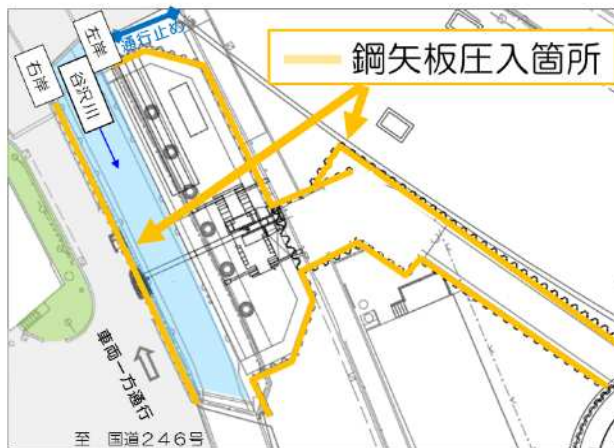 左岸
通行止め
右岸
谷沢川
鋼矢板圧入箇所
車両一方通行
至 国道246号